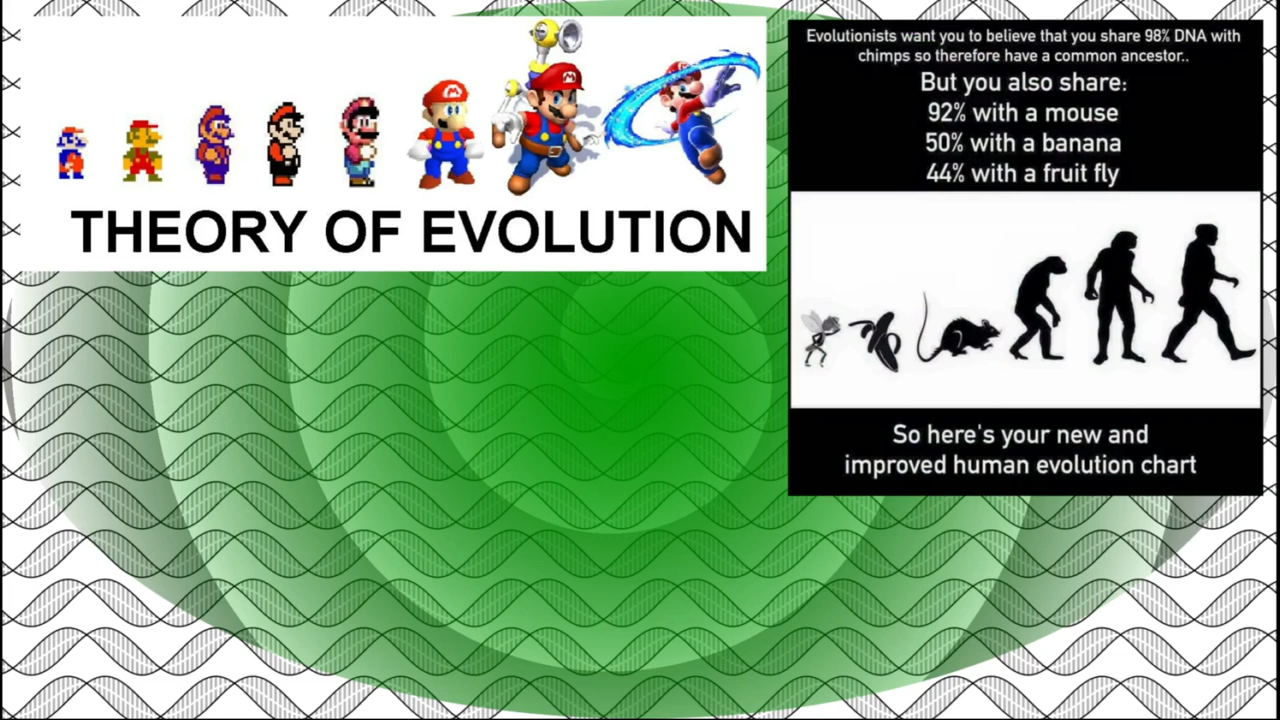 THEORY OF EVOLUTION
Evolutionists want you to believe that you share 98% DNA with
chimps so therefore have a common ancestor..
But you also share:
92% with a mouse
50% with a banana
44% with a fruit fly
So here's your new and
improved human evolution chart